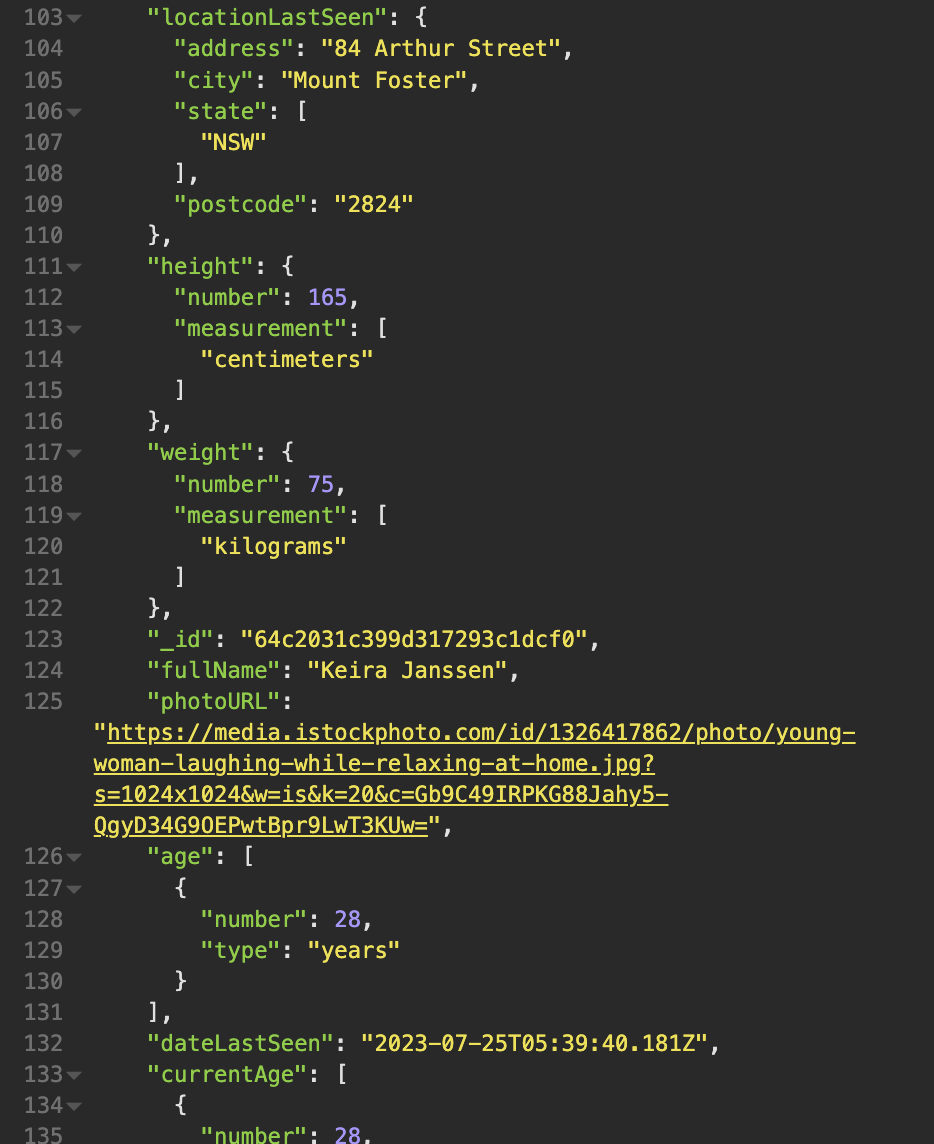 103 "locationLastSeen": {
104 "address": "84 Arthur Street",
105 "city": "Mount Foster",
106 "state": [
107 "NSW"
108 ],
109 "postcode": "2824"
110 },
111 "height": {
112 "number": 165,
113 "measurement": [
114 "centimeters"
115 ]
116 },
117 "weight": {
118 "number": 75,
119 "measurement": [
120 "kilograms"
121 ]
122 },
123 "_id": "64c2031c399d317293c1dcf0",
124 "fullName": "Keira Janssen",
125 "photoURL":
"https://media.istockphoto.com/id/1326417862/photo/young-
woman-laughing-while-relaxing-at-home.jpg?
s=1024x1024&w=is&k=20&c=Gb9C49IRPKG88Jahy5-
QgyD34G9OEPwtBpr9LwT3KUw=",
126 "age": [
127 {
128 "number": 28,
129 "type": "years"
130 }
131 ],
132 "dateLastSeen": "2023-07-25T05:39:40.181Z",
133 "currentAge": [
134 {
135 "number": 28,